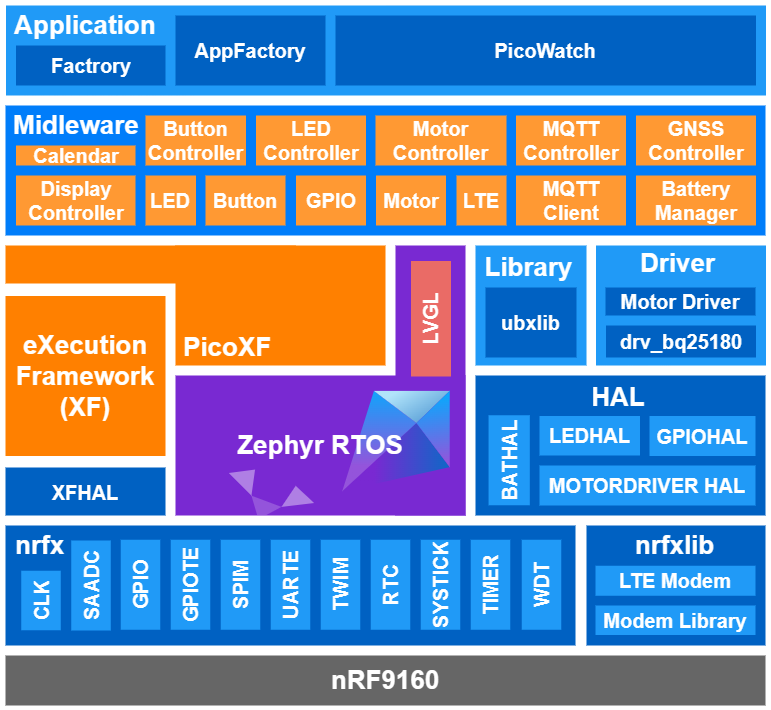 Application
Factrory
AppFactory
PicoWatch
Midleware
Calendar
Button
Controller
LED
Controller
Motor
Controller
MQTT
Controller
GNSS
Controller
Display
Controller
LED
Button
GPIO
Motor
LTE
MQTT
Client
Battery
Manager
eXecution
Framework
(XF)
PicoXF
LVGL
Library
ubxlib
Driver
Motor Driver
drv_bq25180
Zephyr RTOS
HAL
BATHAL
LEDHAL
GPIOHAL
MOTORDRIVER HAL
XFHAL
nrfx
CLK
SAADC
GPIO
GPIOTE
SPIM
UARTE
TWIM
RTC
SYSTICK
TIMER
WDT
nrfxlib
LTE Modem
Modem Library
nRF9160